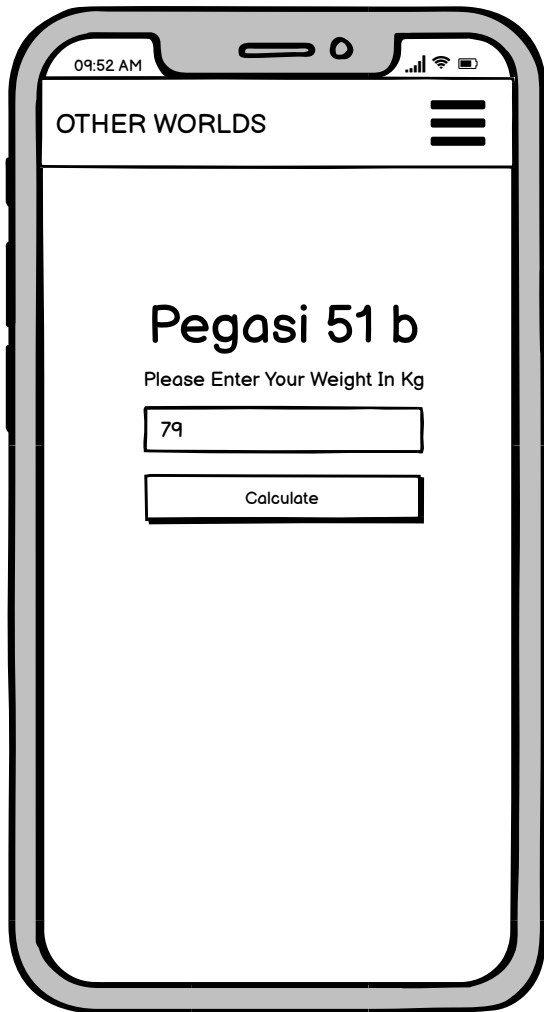 09:52 AM
OTHER WORLDS
Pegasi 51 b
Please Enter Your Weight In Kg
79
Calculate